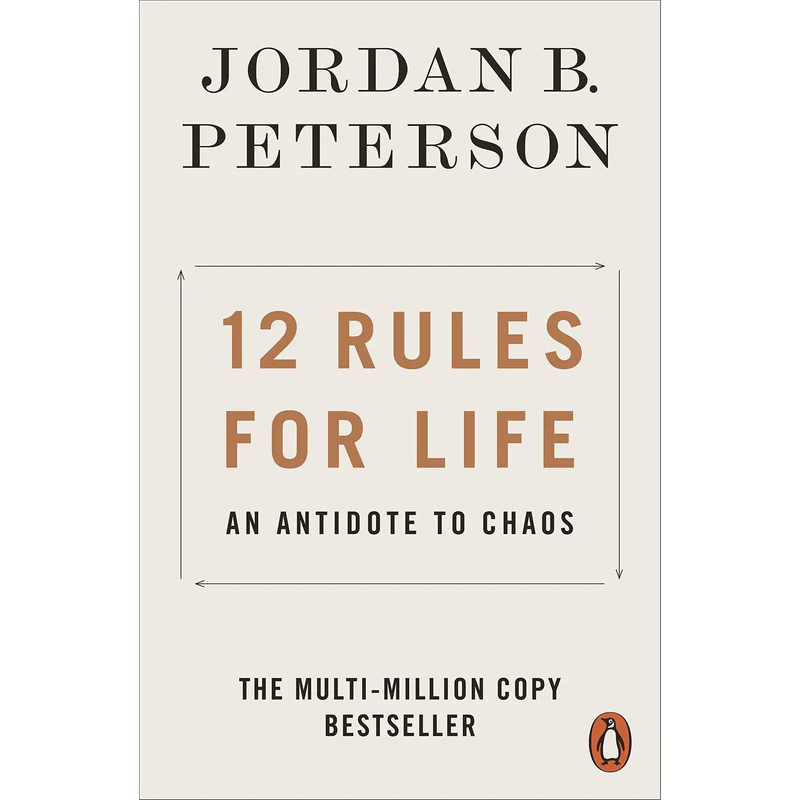 JORDAN B.
PETERSON
12 RULES
FOR LIFE
AN ANTIDOTE TO CHAOS
THE MULTI-MILLION COPY
BESTSELLER